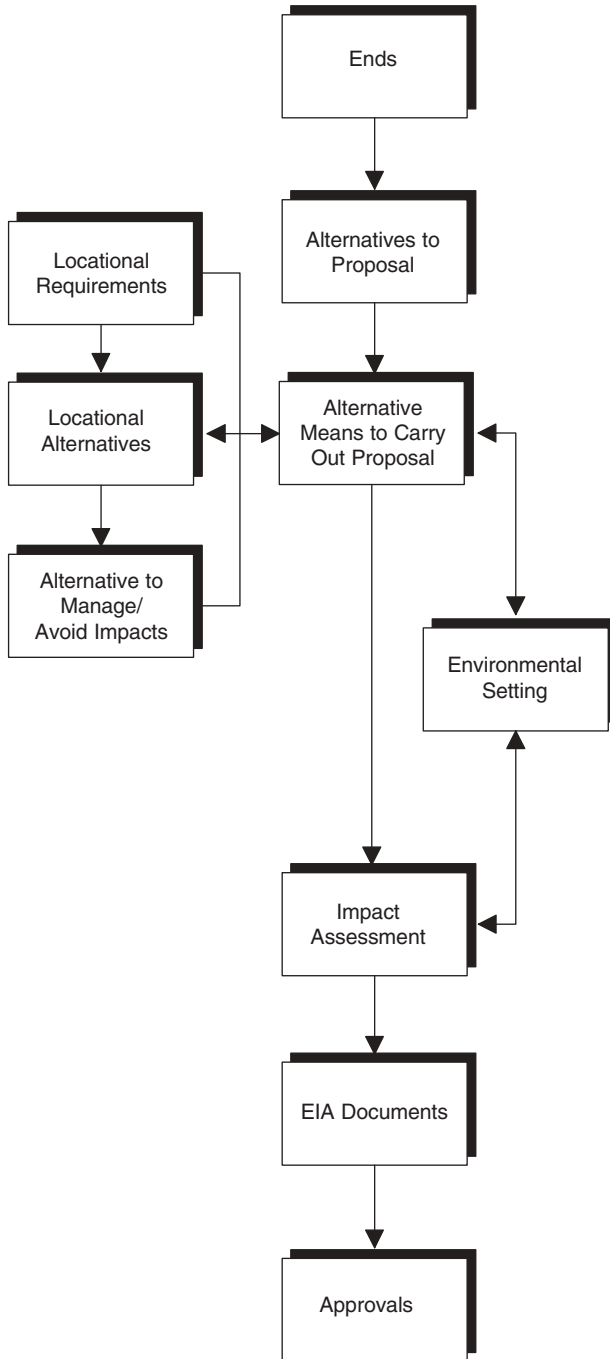 Ends
Alternatives to
Proposal
Locational
Requirements
Locational
Alternatives
Alternative
Means to Carry
Out Proposal
Alternative to
Manage/
Avoid Impacts
Environmental
Setting
Impact
Assessment
EIA Documents
Approvals